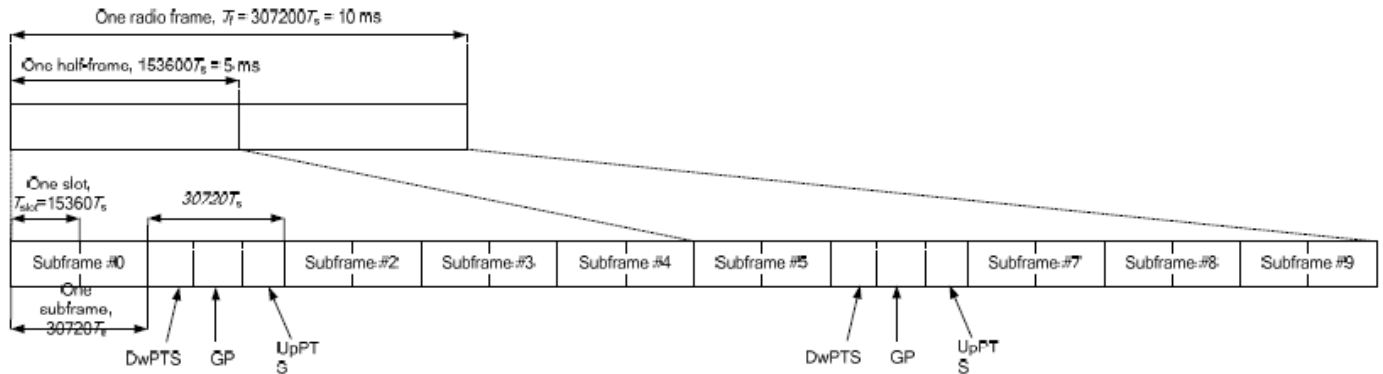 One radio frame, Tf = 307200Ts = 10 ms
One half-frame, 153600Ts = 5 ms
One slot,
Tslot=15360Ts
30720Ts
Subframe #0
Subframe #2
Subframe #3
Subframe #4
Subframe #5
Subframe #7
Subframe #8
Subframe #9
One
subframe,
30720Ts
DwPTS
GP
UpPT
S
DwPTS
GP
UpPT
S